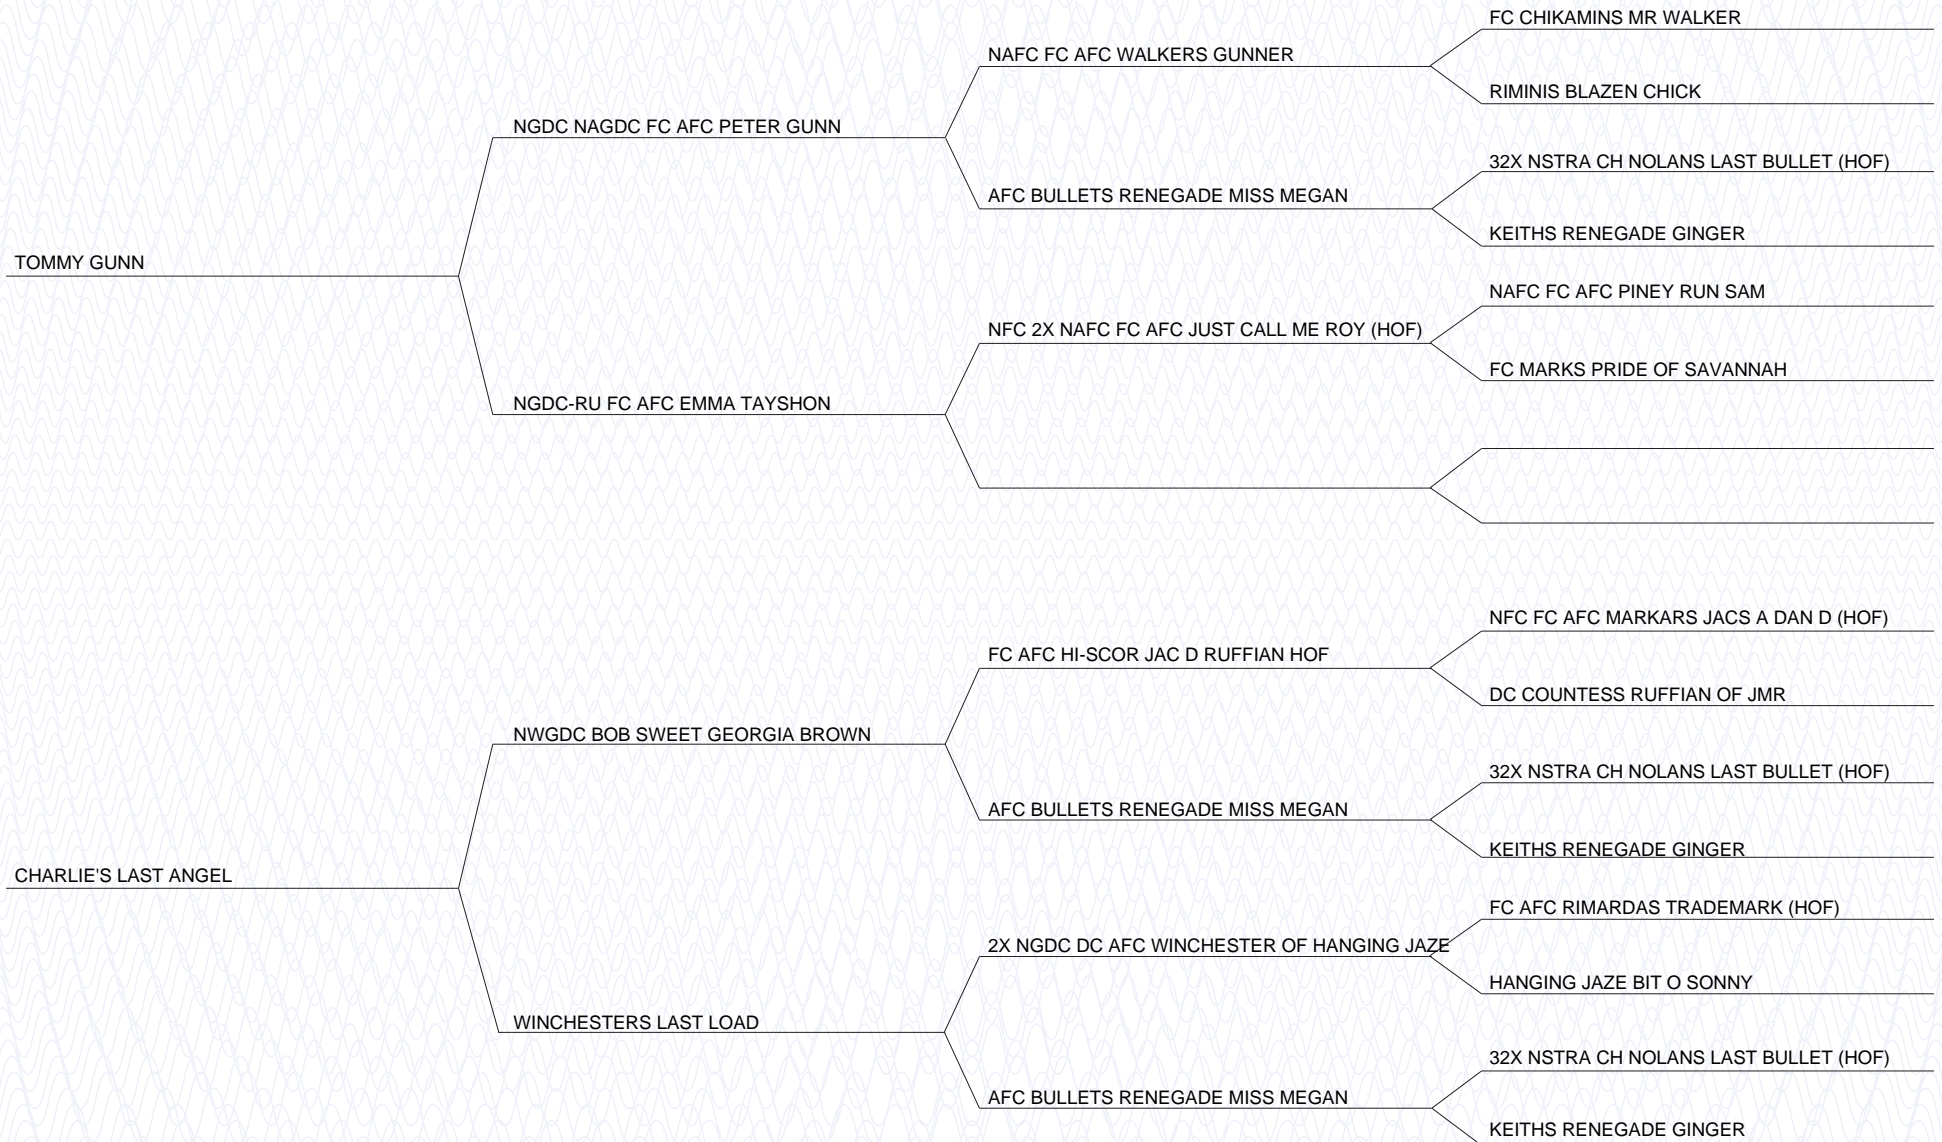 FC CHIKAMINS MR WALKER
NAFC FC AFC WALKERS GUNNER
RIMINIS BLAZEN CHICK
NGDC NAGDC FC AFC PETER GUNN
32X NSTRA CH NOLANS LAST BULLET (HOF)
AFC BULLETS RENEGADE MISS MEGAN
KEITHS RENEGADE GINGER
TOMMY GUNN
NAFC FC AFC PINEY RUN SAM
NFC 2X NAFC FC AFC JUST CALL ME ROY (HOF)
FC MARKS PRIDE OF SAVANNAH
NGDC-RU FC AFC EMMA TAYSHON
NFC FC AFC MARKARS JACS A DAN D (HOF)
FC AFC HI-SCOR JAC D RUFFIAN HOF
DC COUNTESS RUFFIAN OF JMR
NWGDC BOB SWEET GEORGIA BROWN
32X NSTRA CH NOLANS LAST BULLET (HOF)
AFC BULLETS RENEGADE MISS MEGAN
KEITHS RENEGADE GINGER
CHARLIE'S LAST ANGEL
FC AFC RIMARDAS TRADEMARK (HOF)
2X NGDC DC AFC WINCHESTER OF HANGING JAZE
HANGING JAZE BIT O SONNY
WINCHESTERS LAST LOAD
32X NSTRA CH NOLANS LAST BULLET (HOF)
AFC BULLETS RENEGADE MISS MEGAN
KEITHS RENEGADE GINGER